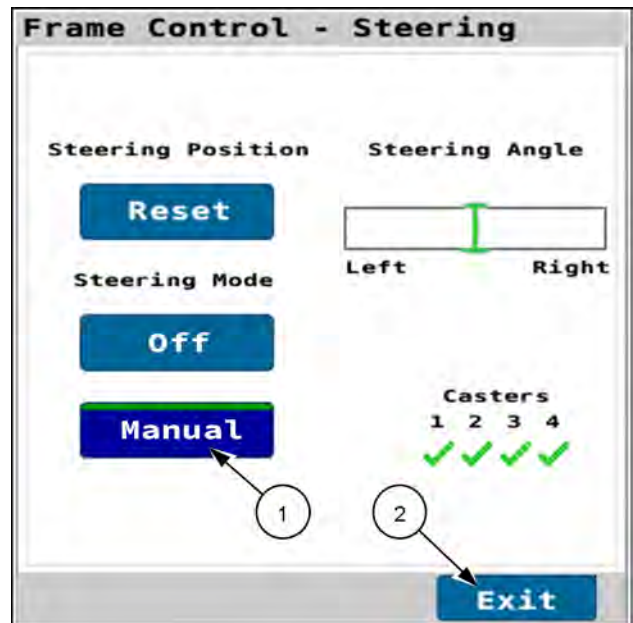 Frame Control - Steering
Steering Position
Steering Angle
Reset
Left
Right
Steering Mode
Off
Casters
1 2 3 4
Manual
1
2
Exit